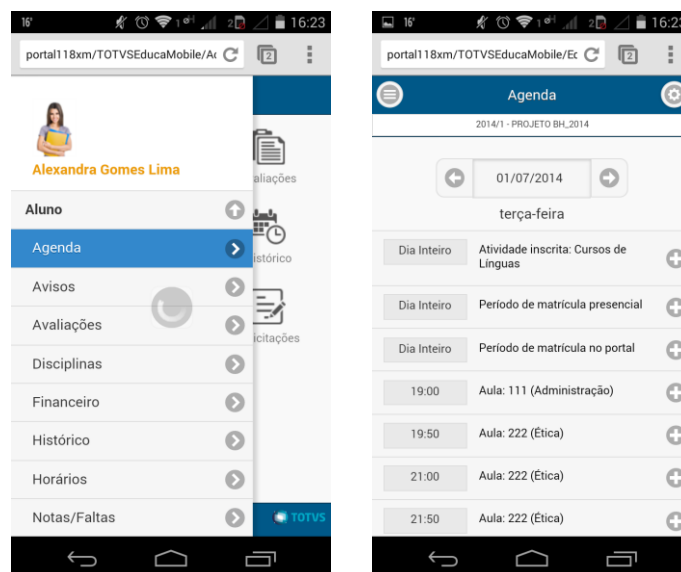 16°
1
2
16:23
portal118xm/TOTVSEducaMobile/Ac
2
Alexandra Gomes Lima
Aluno
Agenda
Avisos
Avaliações
Disciplinas
Financeiro
Histórico
Horários
Notas/Faltas
aliações
istórico
icitações
TOTVS
16°
1
2
16:23
portal118xm/TOTVSEducaMobile/Ec
2
Agenda
2014/1 - PROJETO BH_2014
01/07/2014
terça-feira
Dia Inteiro
Atividade inscrita: Cursos de
Línguas
Dia Inteiro
Período de matrícula presencial
Dia Inteiro
Período de matrícula no portal
19:00
Aula: 111 (Administração)
19:50
Aula: 222 (Ética)
21:00
Aula: 222 (Ética)
21:50
Aula: 222 (Ética)